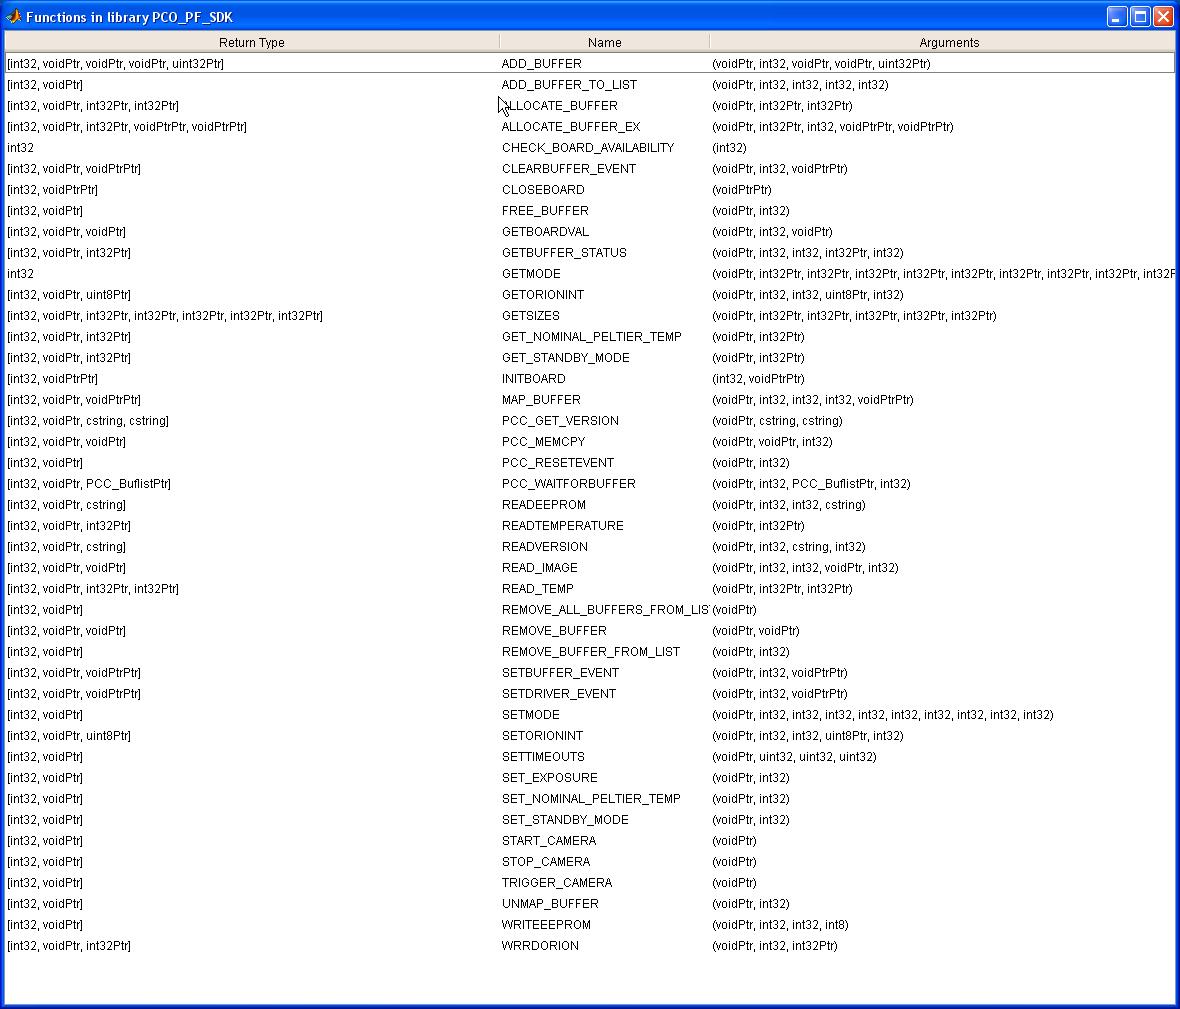 Functions in library PCO_PF_SDK
Return Type Name Arguments
[int32, voidPtr, voidPtr, voidPtr, uint32Ptr] ADD_BUFFER (voidPtr, int32, voidPtr, voidPtr, uint32Ptr)
[int32, voidPtr] ADD_BUFFER_TO_LIST (voidPtr, int32, int32, int32, int32)
[int32, voidPtr, int32Ptr, int32Ptr] ALLOCATE_BUFFER (voidPtr, int32Ptr, int32Ptr)
[int32, voidPtr, int32Ptr, voidPtrPtr, voidPtrPtr] ALLOCATE_BUFFER_EX (voidPtr, int32Ptr, int32, voidPtrPtr, voidPtrPtr)
int32 CHECK_BOARD_AVAILABILITY (int32)
[int32, voidPtr, voidPtrPtr] CLEARBUFFER_EVENT (voidPtr, int32, voidPtrPtr)
[int32, voidPtrPtr] CLOSEBOARD (voidPtrPtr)
[int32, voidPtr] FREE_BUFFER (voidPtr, int32)
[int32, voidPtr, voidPtr] GETBOARDVAL (voidPtr, int32, voidPtr)
[int32, voidPtr, int32Ptr] GETBUFFER_STATUS (voidPtr, int32, int32, int32Ptr, int32)
int32 GETMODE (voidPtr, int32Ptr, int32Ptr, int32Ptr, int32Ptr, int32Ptr, int32Ptr, int32Ptr, int32Ptr, int32F
[int32, voidPtr, uint8Ptr] GETORIONINT (voidPtr, int32, int32, uint8Ptr, int32)
[int32, voidPtr, int32Ptr, int32Ptr, int32Ptr, int32Ptr, int32Ptr] GETSIZES (voidPtr, int32Ptr, int32Ptr, int32Ptr, int32Ptr, int32Ptr)
[int32, voidPtr, int32Ptr] GET_NOMINAL_PELTIER_TEMP (voidPtr, int32Ptr)
[int32, voidPtr, int32Ptr] GET_STANDBY_MODE (voidPtr, int32Ptr)
[int32, voidPtrPtr] INITBOARD (int32, voidPtrPtr)
[int32, voidPtr, voidPtrPtr] MAP_BUFFER (voidPtr, int32, int32, int32, voidPtrPtr)
[int32, voidPtr, cstring, cstring] PCC_GET_VERSION (voidPtr, cstring, cstring)
[int32, voidPtr, voidPtr] PCC_MEMCPY (voidPtr, voidPtr, int32)
[int32, voidPtr] PCC_RESETEVENT (voidPtr, int32)
[int32, voidPtr, PCC_BuflistPtr] PCC_WAITFORBUFFER (voidPtr, int32, PCC_BuflistPtr, int32)
[int32, voidPtr, cstring] READEEPROM (voidPtr, int32, int32, cstring)
[int32, voidPtr, int32Ptr] READTEMPERATURE (voidPtr, int32Ptr)
[int32, voidPtr, cstring] READVERSION (voidPtr, int32, cstring, int32)
[int32, voidPtr, voidPtr] READ_IMAGE (voidPtr, int32, int32, voidPtr, int32)
[int32, voidPtr, int32Ptr, int32Ptr] READ_TEMP (voidPtr, int32Ptr, int32Ptr)
[int32, voidPtr] REMOVE_ALL_BUFFERS_FROM_LIS (voidPtr)
[int32, voidPtr, voidPtr] REMOVE_BUFFER (voidPtr, voidPtr)
[int32, voidPtr] REMOVE_BUFFER_FROM_LIST (voidPtr, int32)
[int32, voidPtr, voidPtrPtr] SETBUFFER_EVENT (voidPtr, int32, voidPtrPtr)
[int32, voidPtr, voidPtrPtr] SETDRIVER_EVENT (voidPtr, int32, voidPtrPtr)
[int32, voidPtr] SETMODE (voidPtr, int32, int32, int32, int32, int32, int32, int32, int32, int32)
[int32, voidPtr, uint8Ptr] SETORIONINT (voidPtr, int32, int32, uint8Ptr, int32)
[int32, voidPtr] SETTIMEOUTS (voidPtr, uint32, uint32, uint32)
[int32, voidPtr] SET_EXPOSURE (voidPtr, int32)
[int32, voidPtr] SET_NOMINAL_PELTIER_TEMP (voidPtr, int32)
[int32, voidPtr] SET_STANDBY_MODE (voidPtr, int32)
[int32, voidPtr] START_CAMERA (voidPtr)
[int32, voidPtr] STOP_CAMERA (voidPtr)
[int32, voidPtr] TRIGGER_CAMERA (voidPtr)
[int32, voidPtr] UNMAP_BUFFER (voidPtr, int32)
[int32, voidPtr] WRITEEEPROM (voidPtr, int32, int32, int8)
[int32, voidPtr, int32Ptr] WRRDORION (voidPtr, int32, int32Ptr)